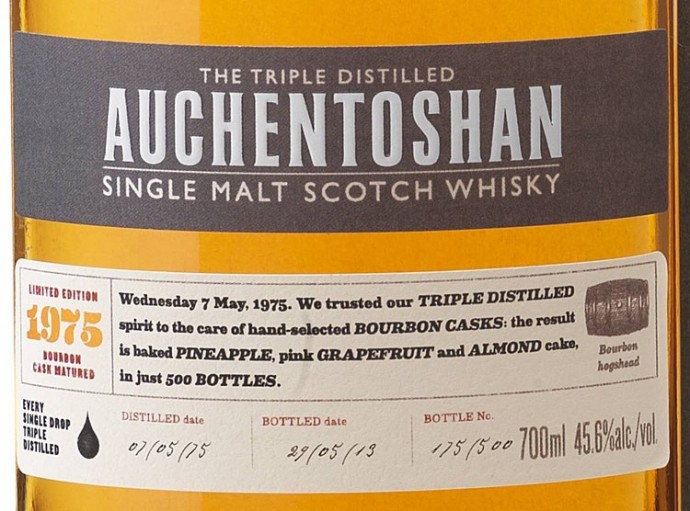 THE TRIPLE DISTILLED
AUCHENTOSHAN
SINGLE MALT SCOTCH WHISKY
LIMITED EDITION
1975
BOURBON
CASK MATURED
Wednesday 7 May, 1975. We trusted our TRIPLE DISTILLED
spirit to the care of hand-selected BOURBON CASKS: the result
is baked PINEAPPLE, pink GRAPEFRUIT and ALMOND cake,
in just 500 BOTTLES.
Bourbon
hogshead
EVERY
SINGLE DROP
TRIPLE
DISTILLED
DISTILLED date
07/05/75
BOTTLED date
29/05/13
BOTTLE No.
175/500
700ml 45.6%alc./vol.